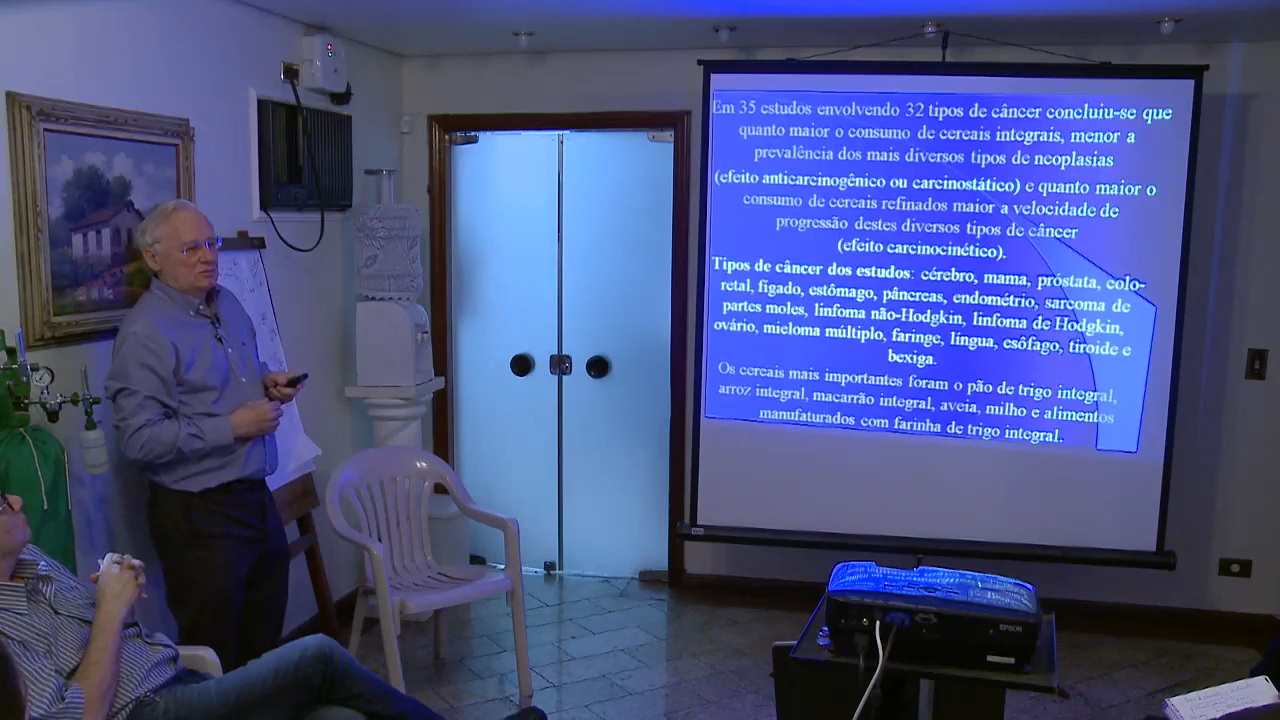 Em 35 estudos envolvendo 32 tipos de câncer concluiu-se que
quanto maior o consumo de cereais integrais, menor a
prevalência dos mais diversos tipos de neoplasias
(efeito anticarcinogênico ou carcinostático) e quanto maior o
consumo de cereais refinados maior a velocidade de
progressão destes diversos tipos de câncer
(efeito carcinocinético).
Tipos de câncer dos estudos: cérebro, mama, próstata, colo-
retal, fígado, estômago, pâncreas, endométrio, sarcoma de
partes moles, linfoma não-Hodgkin, linfoma de Hodgkin,
ovário, mieloma múltiplo, faringe, língua, esôfago, tiroide e
bexiga.
Os cereais mais importantes foram o pão de trigo integral,
arroz integral, macarrão integral, aveia, milho e alimentos
manufaturados com farinha de trigo integral.
EPSON